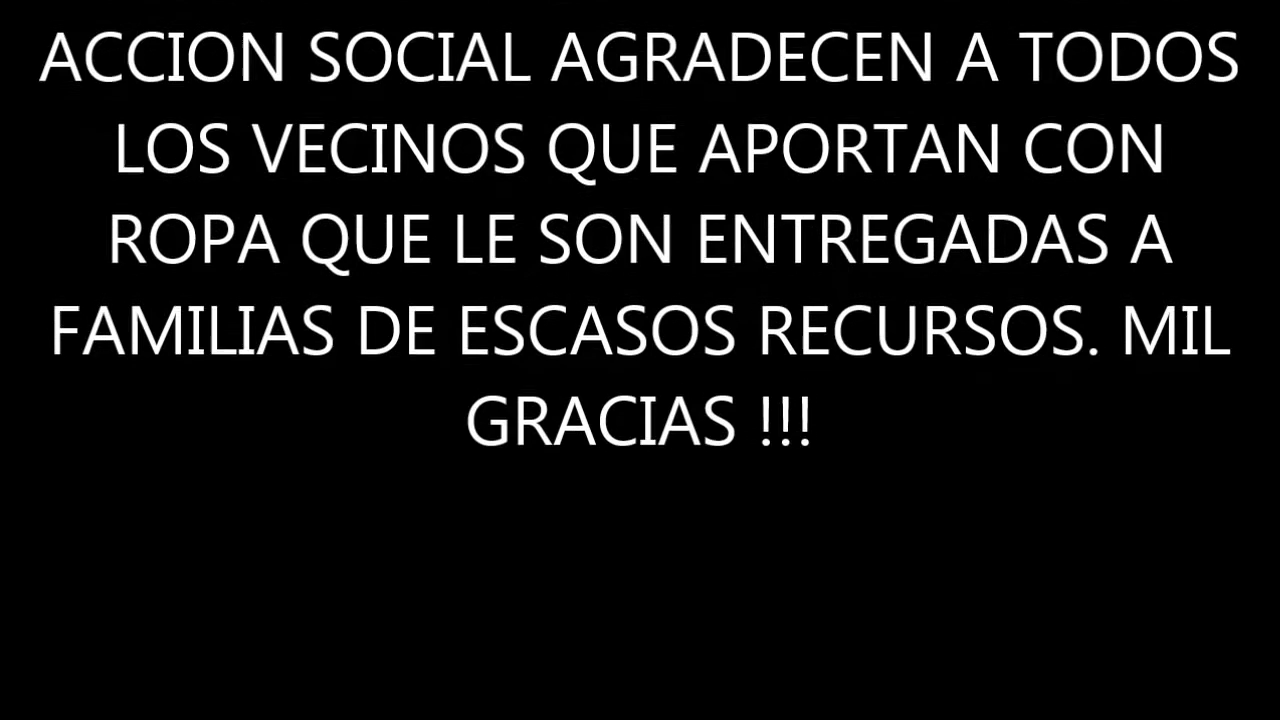 ACCION SOCIAL AGRADECEN A TODOS
LOS VECINOS QUE APORTAN CON
ROPA QUE LE SON ENTREGADAS A
FAMILIAS DE ESCASOS RECURSOS. MIL
GRACIAS !!!